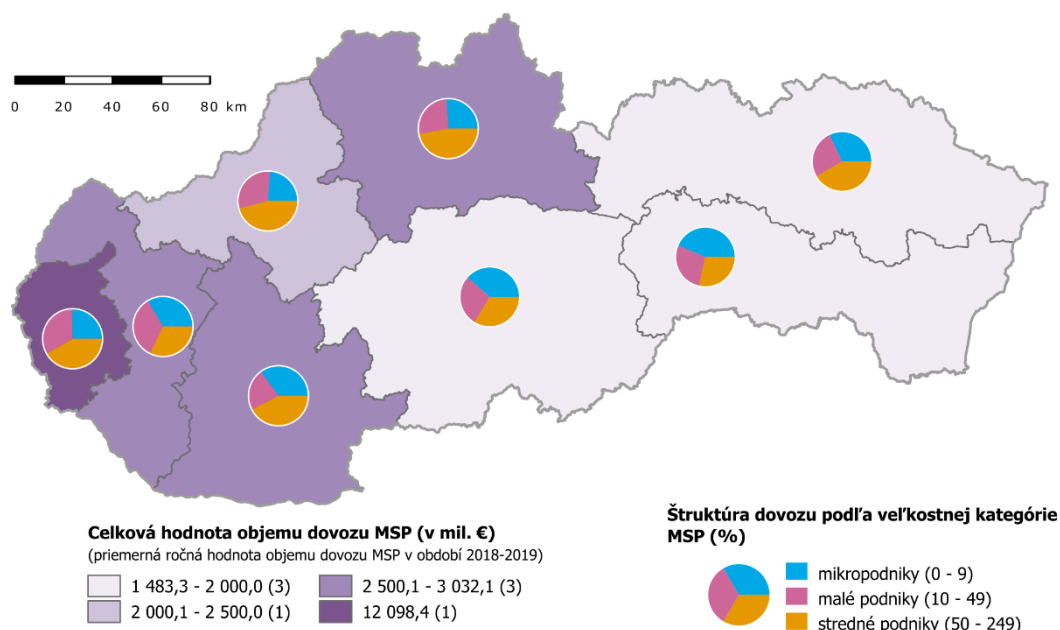 0 20 40 60 80 km
Celková hodnota objemu dovozu MSP (v mil. €)
(priemerná ročná hodnota objemu dovozu MSP v období 2018-2019)
1 483,3 - 2 000,0 (3)
2 000,1 - 2 500,0 (1)
2 500,1 - 3 032,1 (3)
12 098,4 (1)
Štruktúra dovozu podľa veľkostnej kategórie
MSP (%)
mikropodniky (0 - 9)
malé podniky (10 - 49)
stredné podniky (50 - 249)